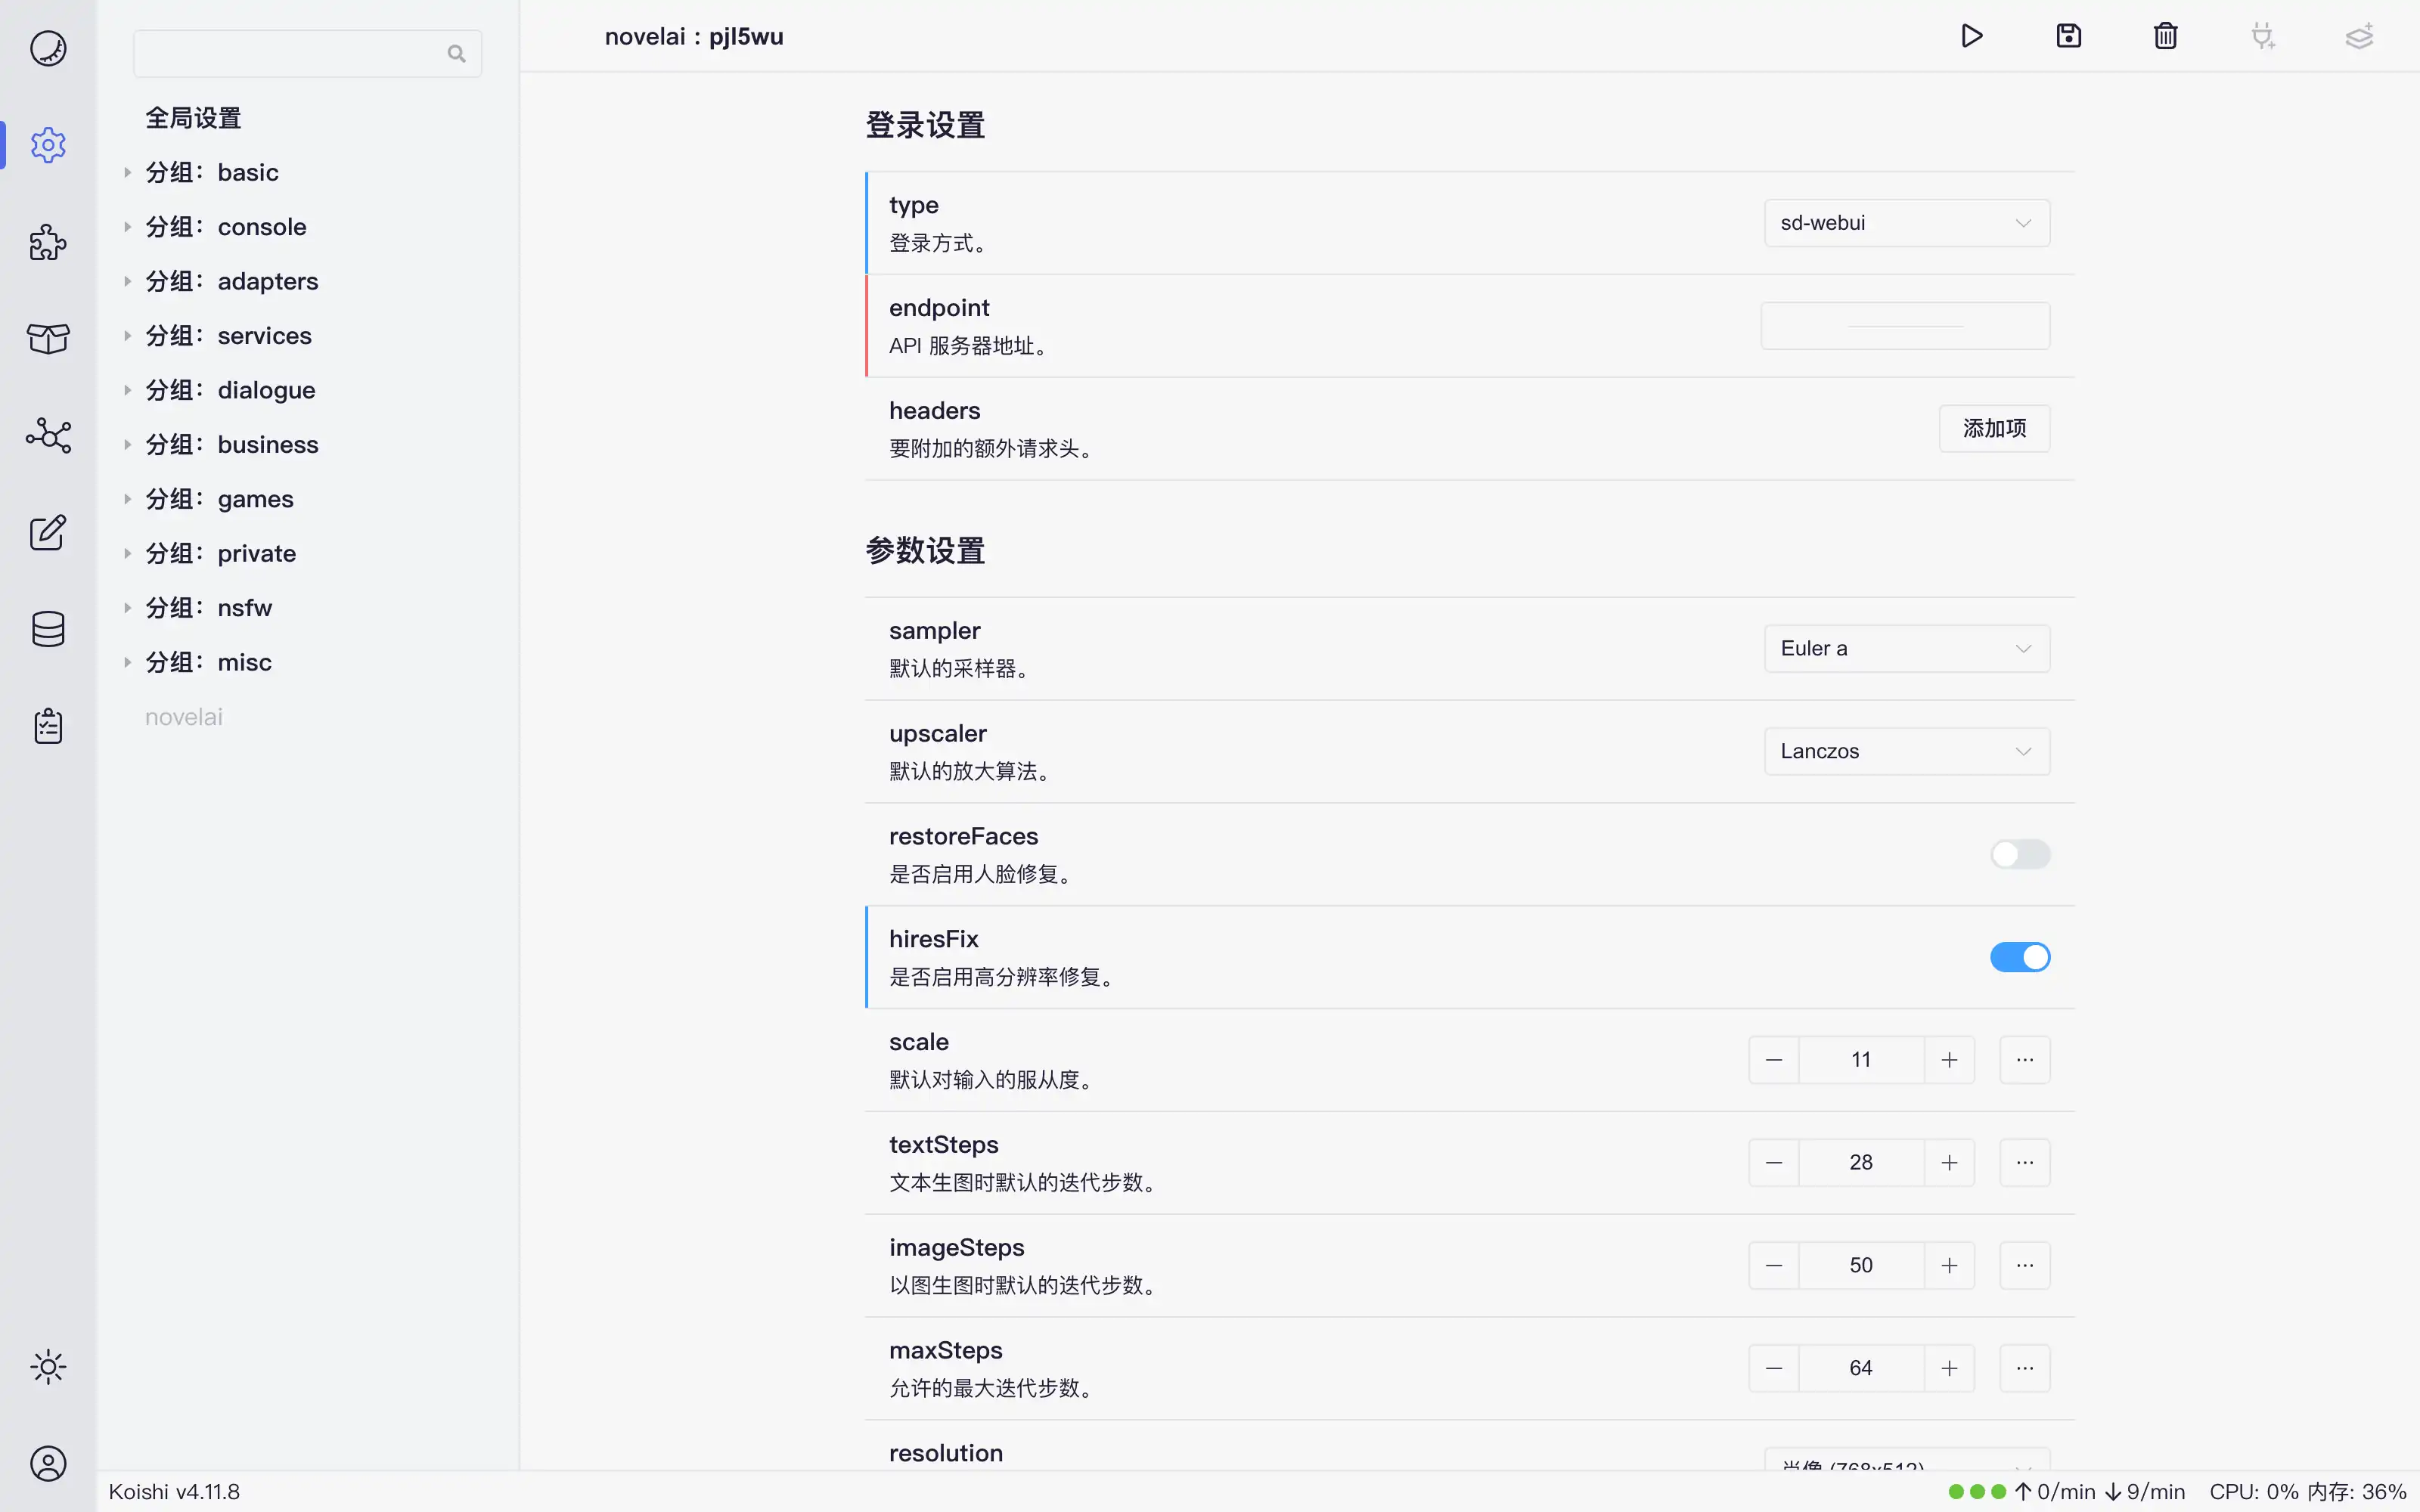 novelai：pjl5wu
全局设置
分组：basic
分组：console
分组：adapters
分组：services
分组：dialogue
分组：business
分组：games
分组：private
分组：nsfw
分组：misc
novelai
登录设置
type
登录方式。
sd-webui
endpoint
API 服务器地址。
headers
要附加的额外请求头。
添加项
参数设置
sampler
默认的采样器。
Euler a
upscaler
默认的放大算法。
Lanczos
restoreFaces
是否启用人脸修复。
hiresFix
是否启用高分辨率修复。
scale
默认对输入的服从度。
11
textSteps
文本生图时默认的迭代步数。
28
imageSteps
以图生图时默认的迭代步数。
50
maxSteps
允许的最大迭代步数。
64
resolution
肖像 (768x512)
Koishi v4.11.8
↑0/min ↓9/min CPU: 0% 内存: 36%